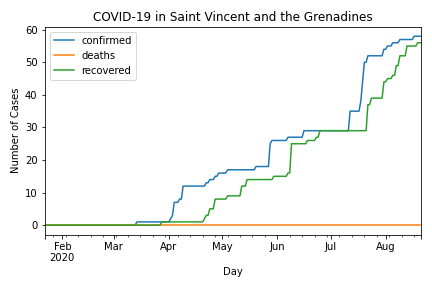 COVID-19 in Saint Vincent and the Grenadines
confirmed
deaths
recovered
Number of Cases
60
50
40
30
20
10
0
Feb Mar Apr May Jun Jul Aug
2020
Day